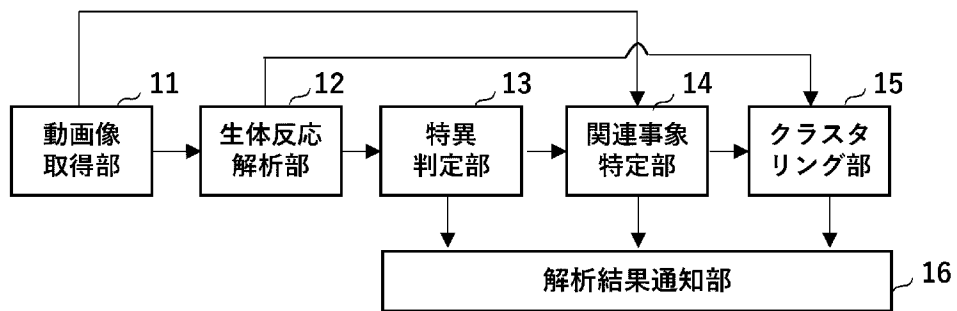 11
12
13
14
15
動画像
取得部
生体反応
解析部
特異
判定部
関連事象
特定部
クラスタ
リング部
解析結果通知部
16